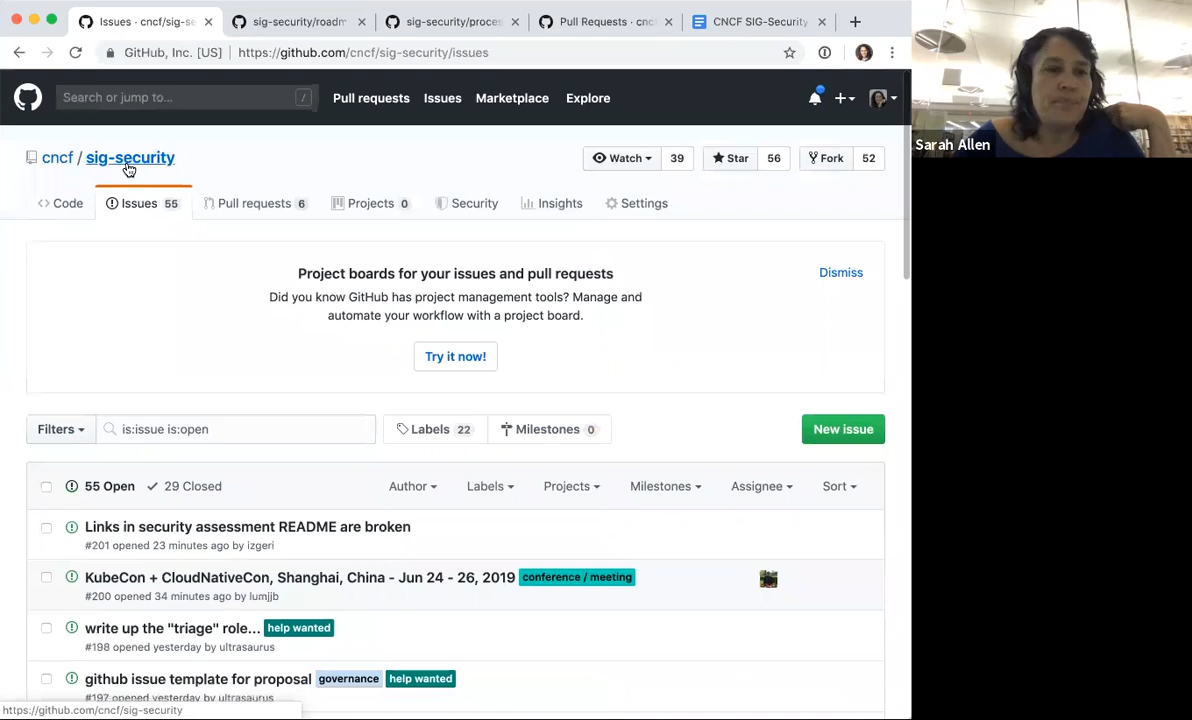 Issues · cncf/sig-s
sig-security/roadm
sig-security/proces
Pull Requests · cnc
CNCF SIG-Security
GitHub, Inc. [US]
https://github.com/cncf/sig-security/issues
Search or jump to...
/
Pull requests
Issues
Marketplace
Explore
Sarah Allen
cncf / sig-security
Watch 39
Star 56
Fork 52
<> Code
Issues 55
Pull requests 6
Projects 0
Security
Insights
Settings
Project boards for your issues and pull requests
Dismiss
Did you know GitHub has project management tools? Manage and
automate your workflow with a project board.
Try it now!
Filters
is:issue is:open
Labels 22
Milestones 0
New issue
55 Open
29 Closed
Author
Labels
Projects
Milestones
Assignee
Sort
Links in security assessment README are broken
#201 opened 23 minutes ago by izgeri
KubeCon + CloudNativeCon, Shanghai, China - Jun 24 - 26, 2019 conference / meeting
#200 opened 34 minutes ago by lumjjb
write up the "triage" role... help wanted
#198 opened yesterday by ultrasaurus
github issue template for proposal governance help wanted
#197 opened yesterday by ultrasaurus
https://github.com/cncf/sig-security